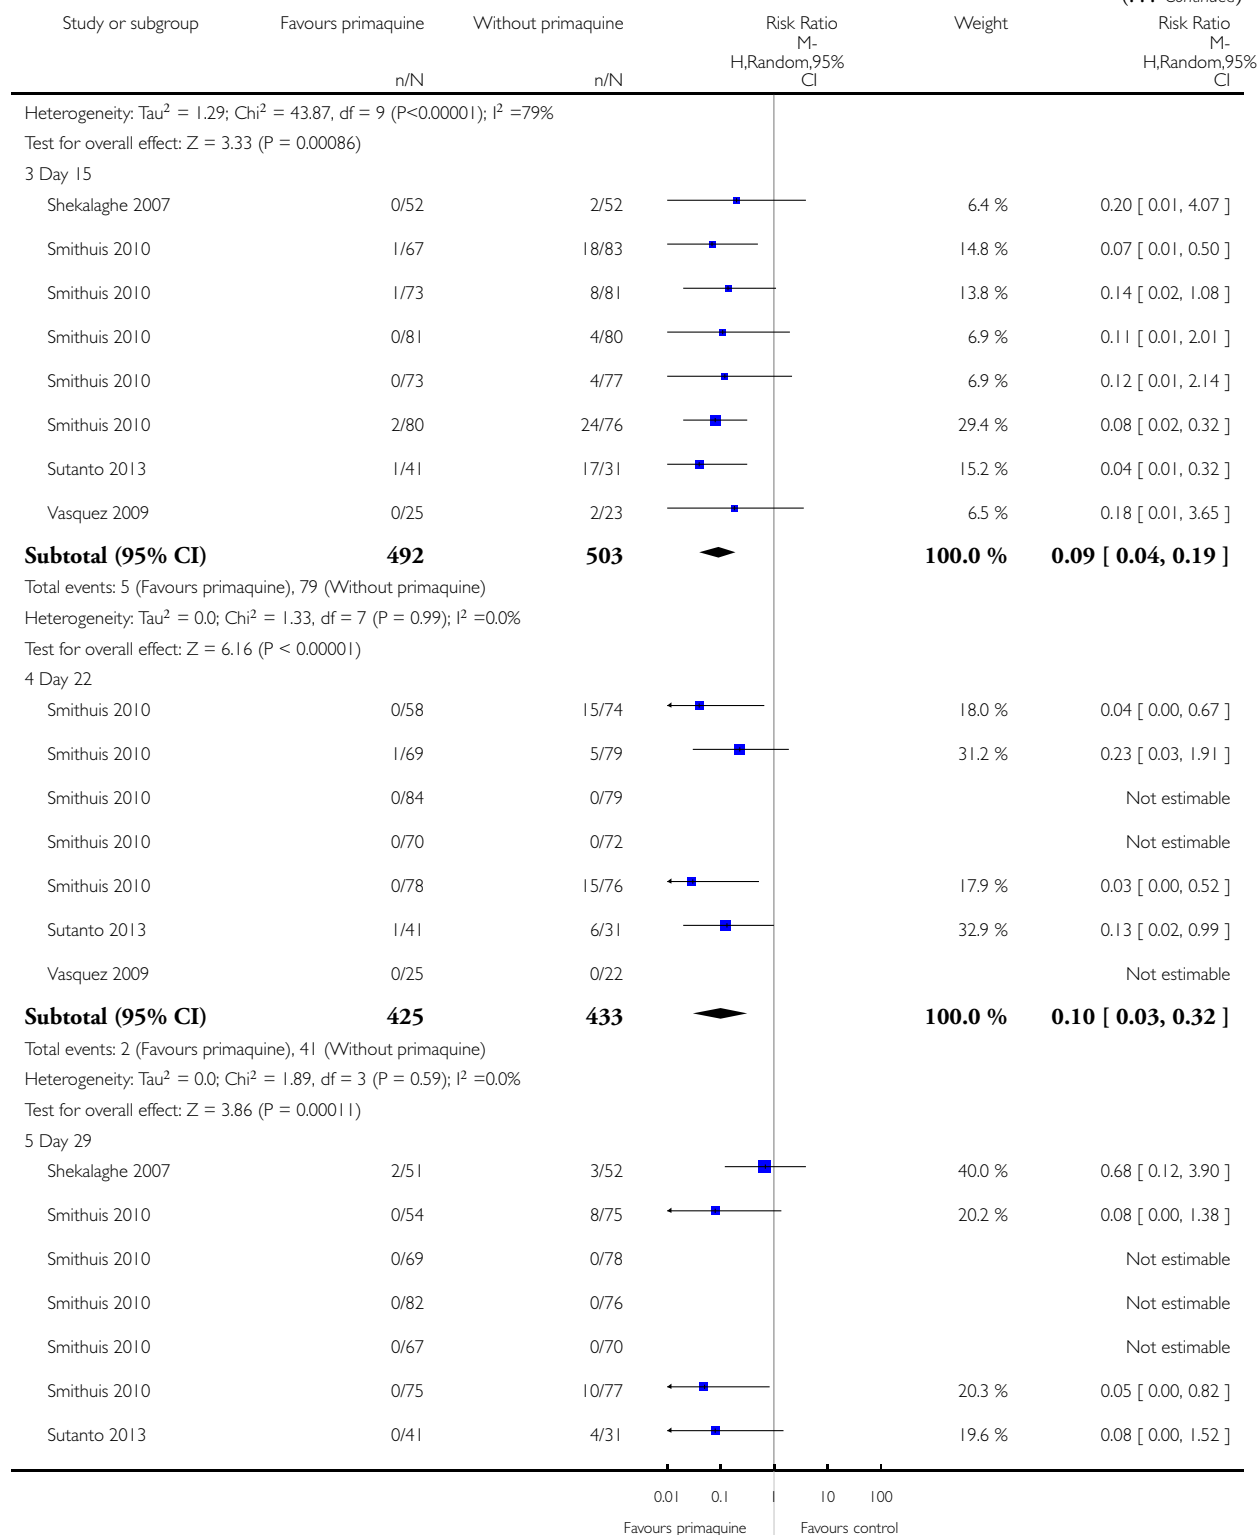 Continued)
Study or subgroup Favours primaquine Without primaquine Risk Ratio Weight Risk Ratio
M- M-
H,Random,95% H,Random,95%
n/N n/N CI CI
Heterogeneity: Tau² = 1.29; Chi² = 43.87, df = 9 (P<0.00001); I² =79%
Test for overall effect: Z = 3.33 (P = 0.00086)
3 Day 15
Shekalaghe 2007 0/52 2/52 6.4 % 0.20 [ 0.01, 4.07 ]
Smithuis 2010 1/67 18/83 14.8 % 0.07 [ 0.01, 0.50 ]
Smithuis 2010 1/73 8/81 13.8 % 0.14 [ 0.02, 1.08 ]
Smithuis 2010 0/81 4/80 6.9 % 0.11 [ 0.01, 2.01 ]
Smithuis 2010 0/73 4/77 6.9 % 0.12 [ 0.01, 2.14 ]
Smithuis 2010 2/80 24/76 29.4 % 0.08 [ 0.02, 0.32 ]
Sutanto 2013 1/41 17/31 15.2 % 0.04 [ 0.01, 0.32 ]
Vasquez 2009 0/25 2/23 6.5 % 0.18 [ 0.01, 3.65 ]
Subtotal (95% CI) 492 503 100.0 % 0.09 [ 0.04, 0.19 ]
Total events: 5 (Favours primaquine), 79 (Without primaquine)
Heterogeneity: Tau² = 0.0; Chi² = 1.33, df = 7 (P = 0.99); I² =0.0%
Test for overall effect: Z = 6.16 (P < 0.00001)
4 Day 22
Smithuis 2010 0/58 15/74 18.0 % 0.04 [ 0.00, 0.67 ]
Smithuis 2010 1/69 5/79 31.2 % 0.23 [ 0.03, 1.91 ]
Smithuis 2010 0/84 0/79 Not estimable
Smithuis 2010 0/70 0/72 Not estimable
Smithuis 2010 0/78 15/76 17.9 % 0.03 [ 0.00, 0.52 ]
Sutanto 2013 1/41 6/31 32.9 % 0.13 [ 0.02, 0.99 ]
Vasquez 2009 0/25 0/22 Not estimable
Subtotal (95% CI) 425 433 100.0 % 0.10 [ 0.03, 0.32 ]
Total events: 2 (Favours primaquine), 41 (Without primaquine)
Heterogeneity: Tau² = 0.0; Chi² = 1.89, df = 3 (P = 0.59); I² =0.0%
Test for overall effect: Z = 3.86 (P = 0.00011)
5 Day 29
Shekalaghe 2007 2/51 3/52 40.0 % 0.68 [ 0.12, 3.90 ]
Smithuis 2010 0/54 8/75 20.2 % 0.08 [ 0.00, 1.38 ]
Smithuis 2010 0/69 0/78 Not estimable
Smithuis 2010 0/82 0/76 Not estimable
Smithuis 2010 0/67 0/70 Not estimable
Smithuis 2010 0/75 10/77 20.3 % 0.05 [ 0.00, 0.82 ]
Sutanto 2013 0/41 4/31 19.6 % 0.08 [ 0.00, 1.52 ]
0.01 0.1 1 10 100
Favours primaquine Favours control